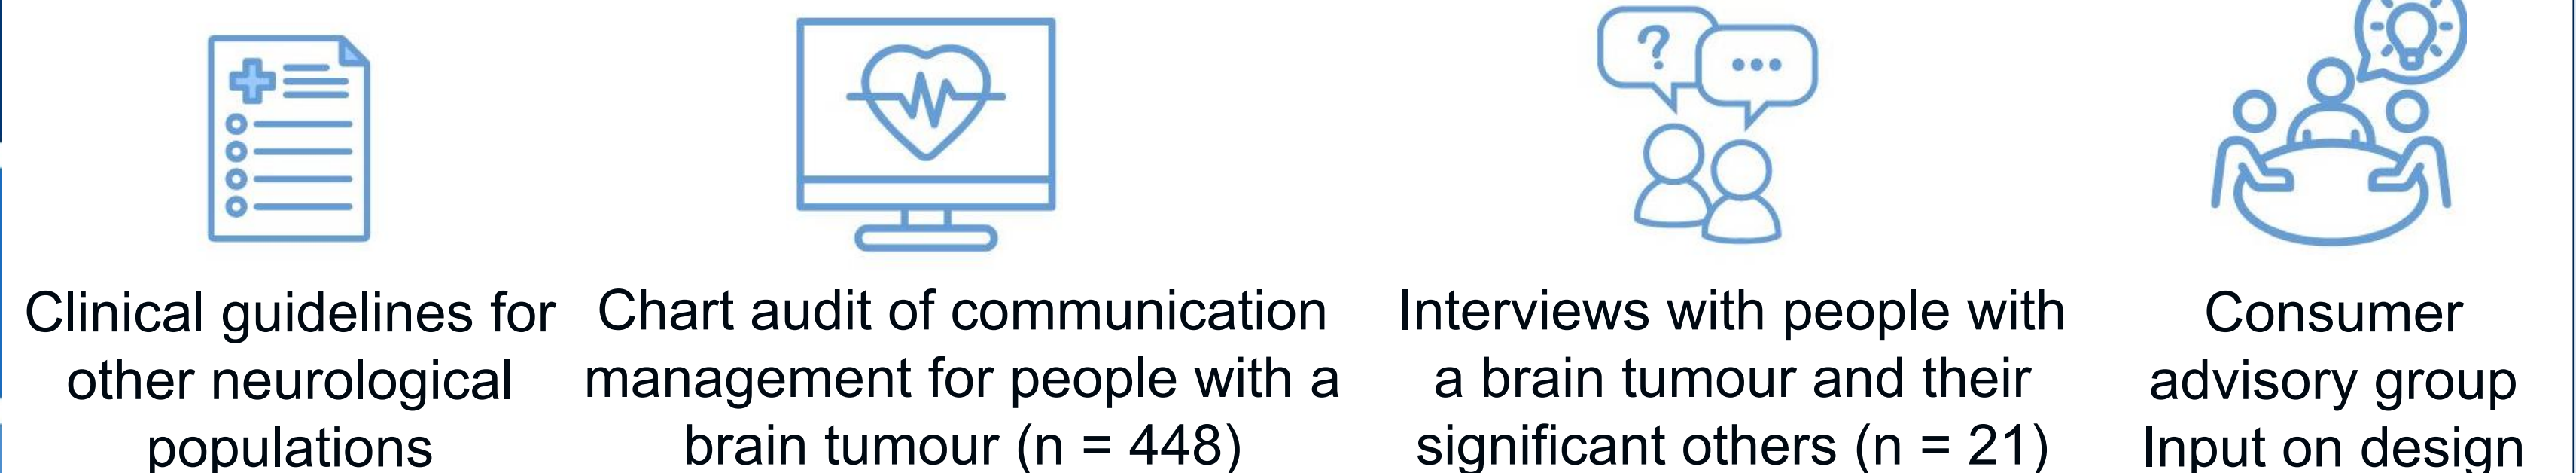 ?
Clinical guidelines for
other neurological
populations
Chart audit of communication
management for people with a
brain tumour (n = 448)
Interviews with people with
a brain tumour and their
significant others (n = 21)
Consumer
advisory group
Input on design